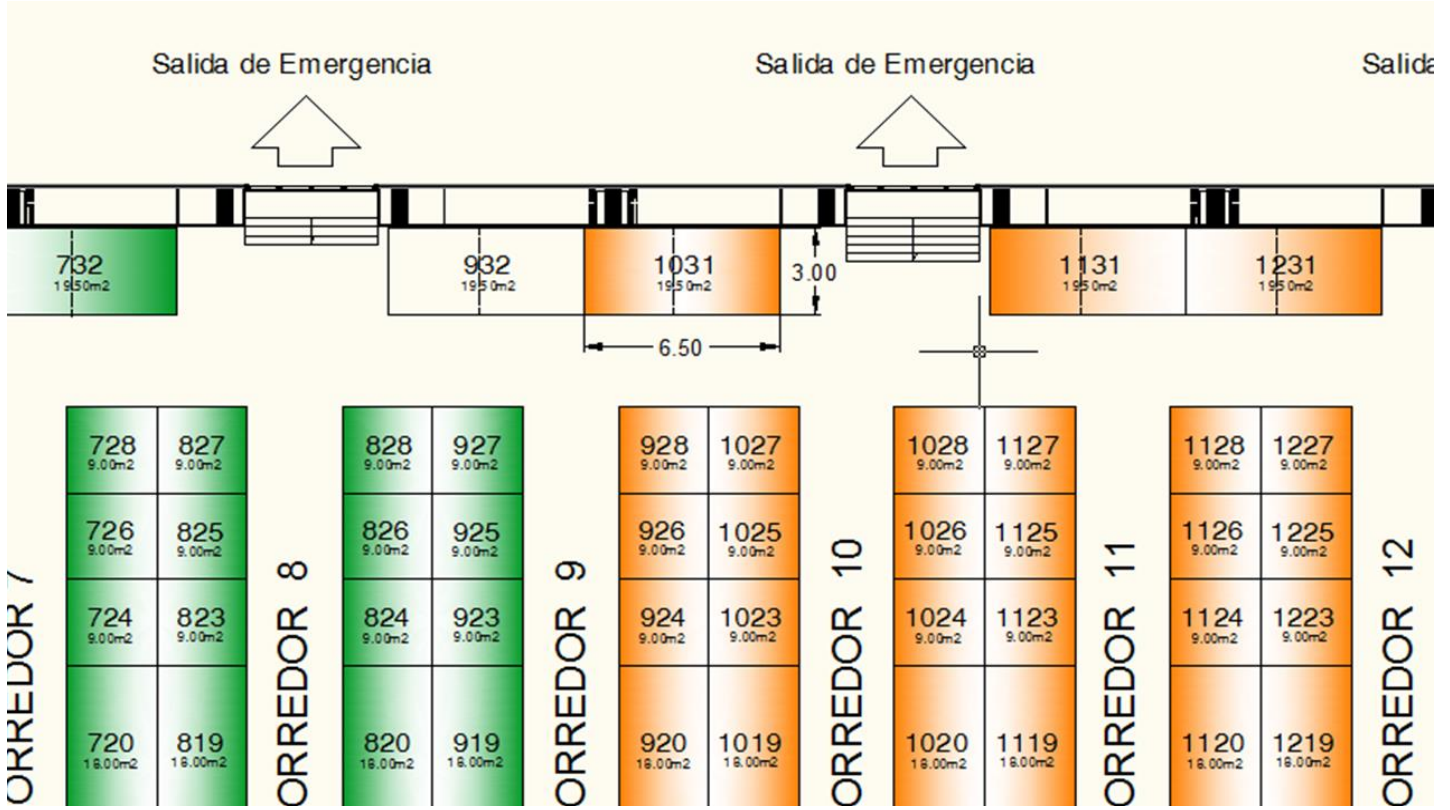 Salida de Emergencia
Salida de Emergencia
Salida
732
19.50m2
932
19.50m2
1031
19.50m2
3.00
1131
19.50m2
1231
19.50m2
6.50
728
9.00m2
827
9.00m2
828
9.00m2
927
9.00m2
928
9.00m2
1027
9.00m2
1028
9.00m2
1127
9.00m2
1128
9.00m2
1227
9.00m2
726
9.00m2
825
9.00m2
826
9.00m2
925
9.00m2
926
9.00m2
1025
9.00m2
1026
9.00m2
1125
9.00m2
1126
9.00m2
1225
9.00m2
724
9.00m2
823
9.00m2
824
9.00m2
923
9.00m2
924
9.00m2
1023
9.00m2
1024
9.00m2
1123
9.00m2
1124
9.00m2
1223
9.00m2
720
18.00m2
819
18.00m2
820
18.00m2
919
18.00m2
920
18.00m2
1019
18.00m2
1020
18.00m2
1119
18.00m2
1120
18.00m2
1219
18.00m2
ORREDOR 7
ORREDOR 8
ORREDOR 9
ORREDOR 10
ORREDOR 11
ORREDOR 12